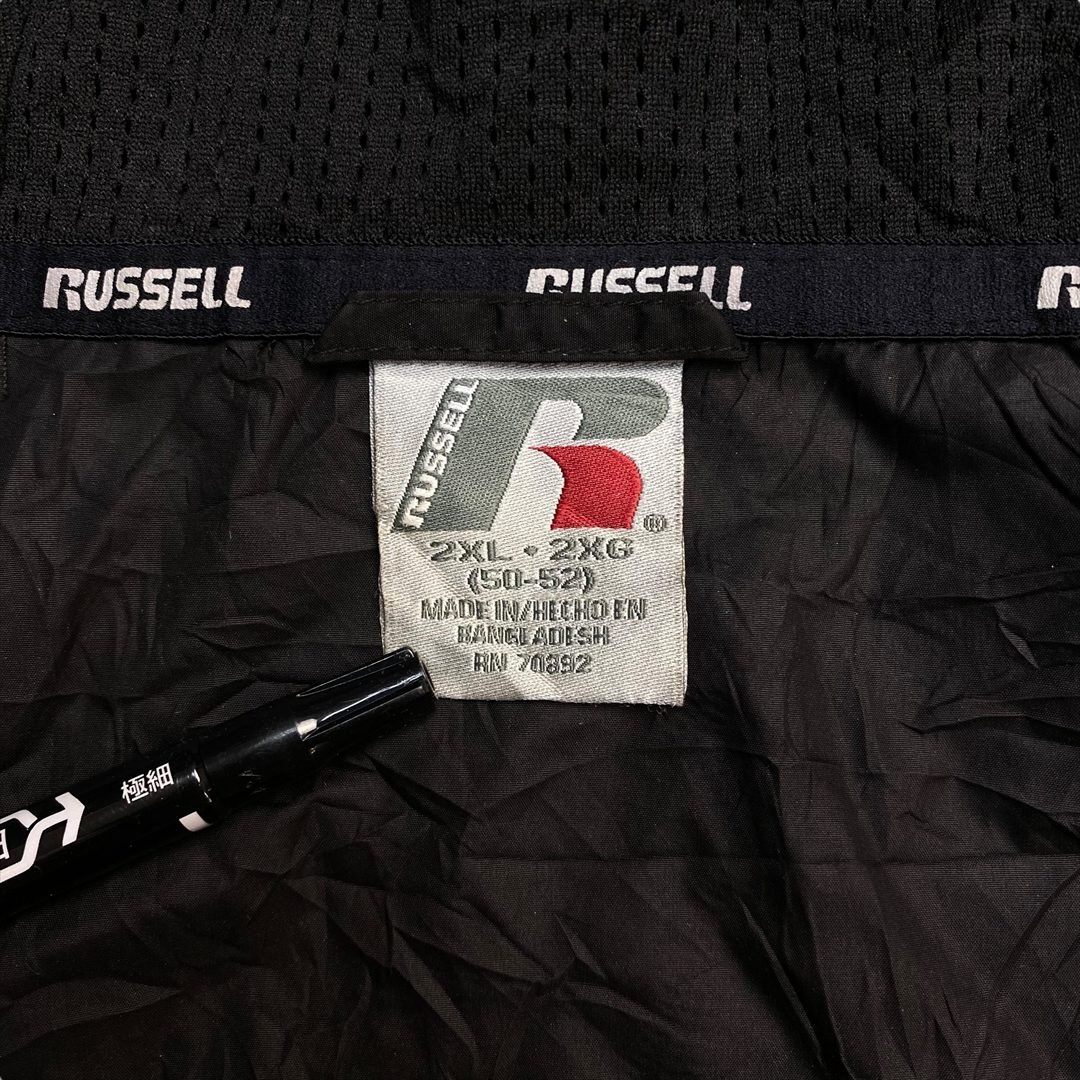 RUSSELL RUSSELL R
RUSSELL
®
2XL • 2XG
(50-52)
MADE IN/HECHO EN
BANGLADESH
RN 70892
極細